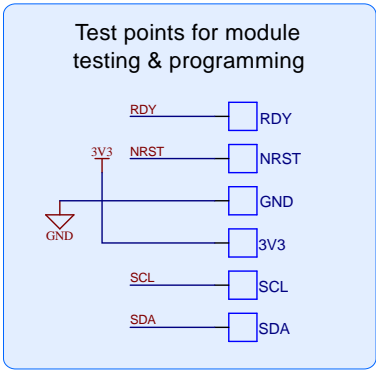 Test points for module
testing & programming
RDY RDY
3V3 NRST NRST
GND
GND
3V3
SCL SCL
SDA SDA